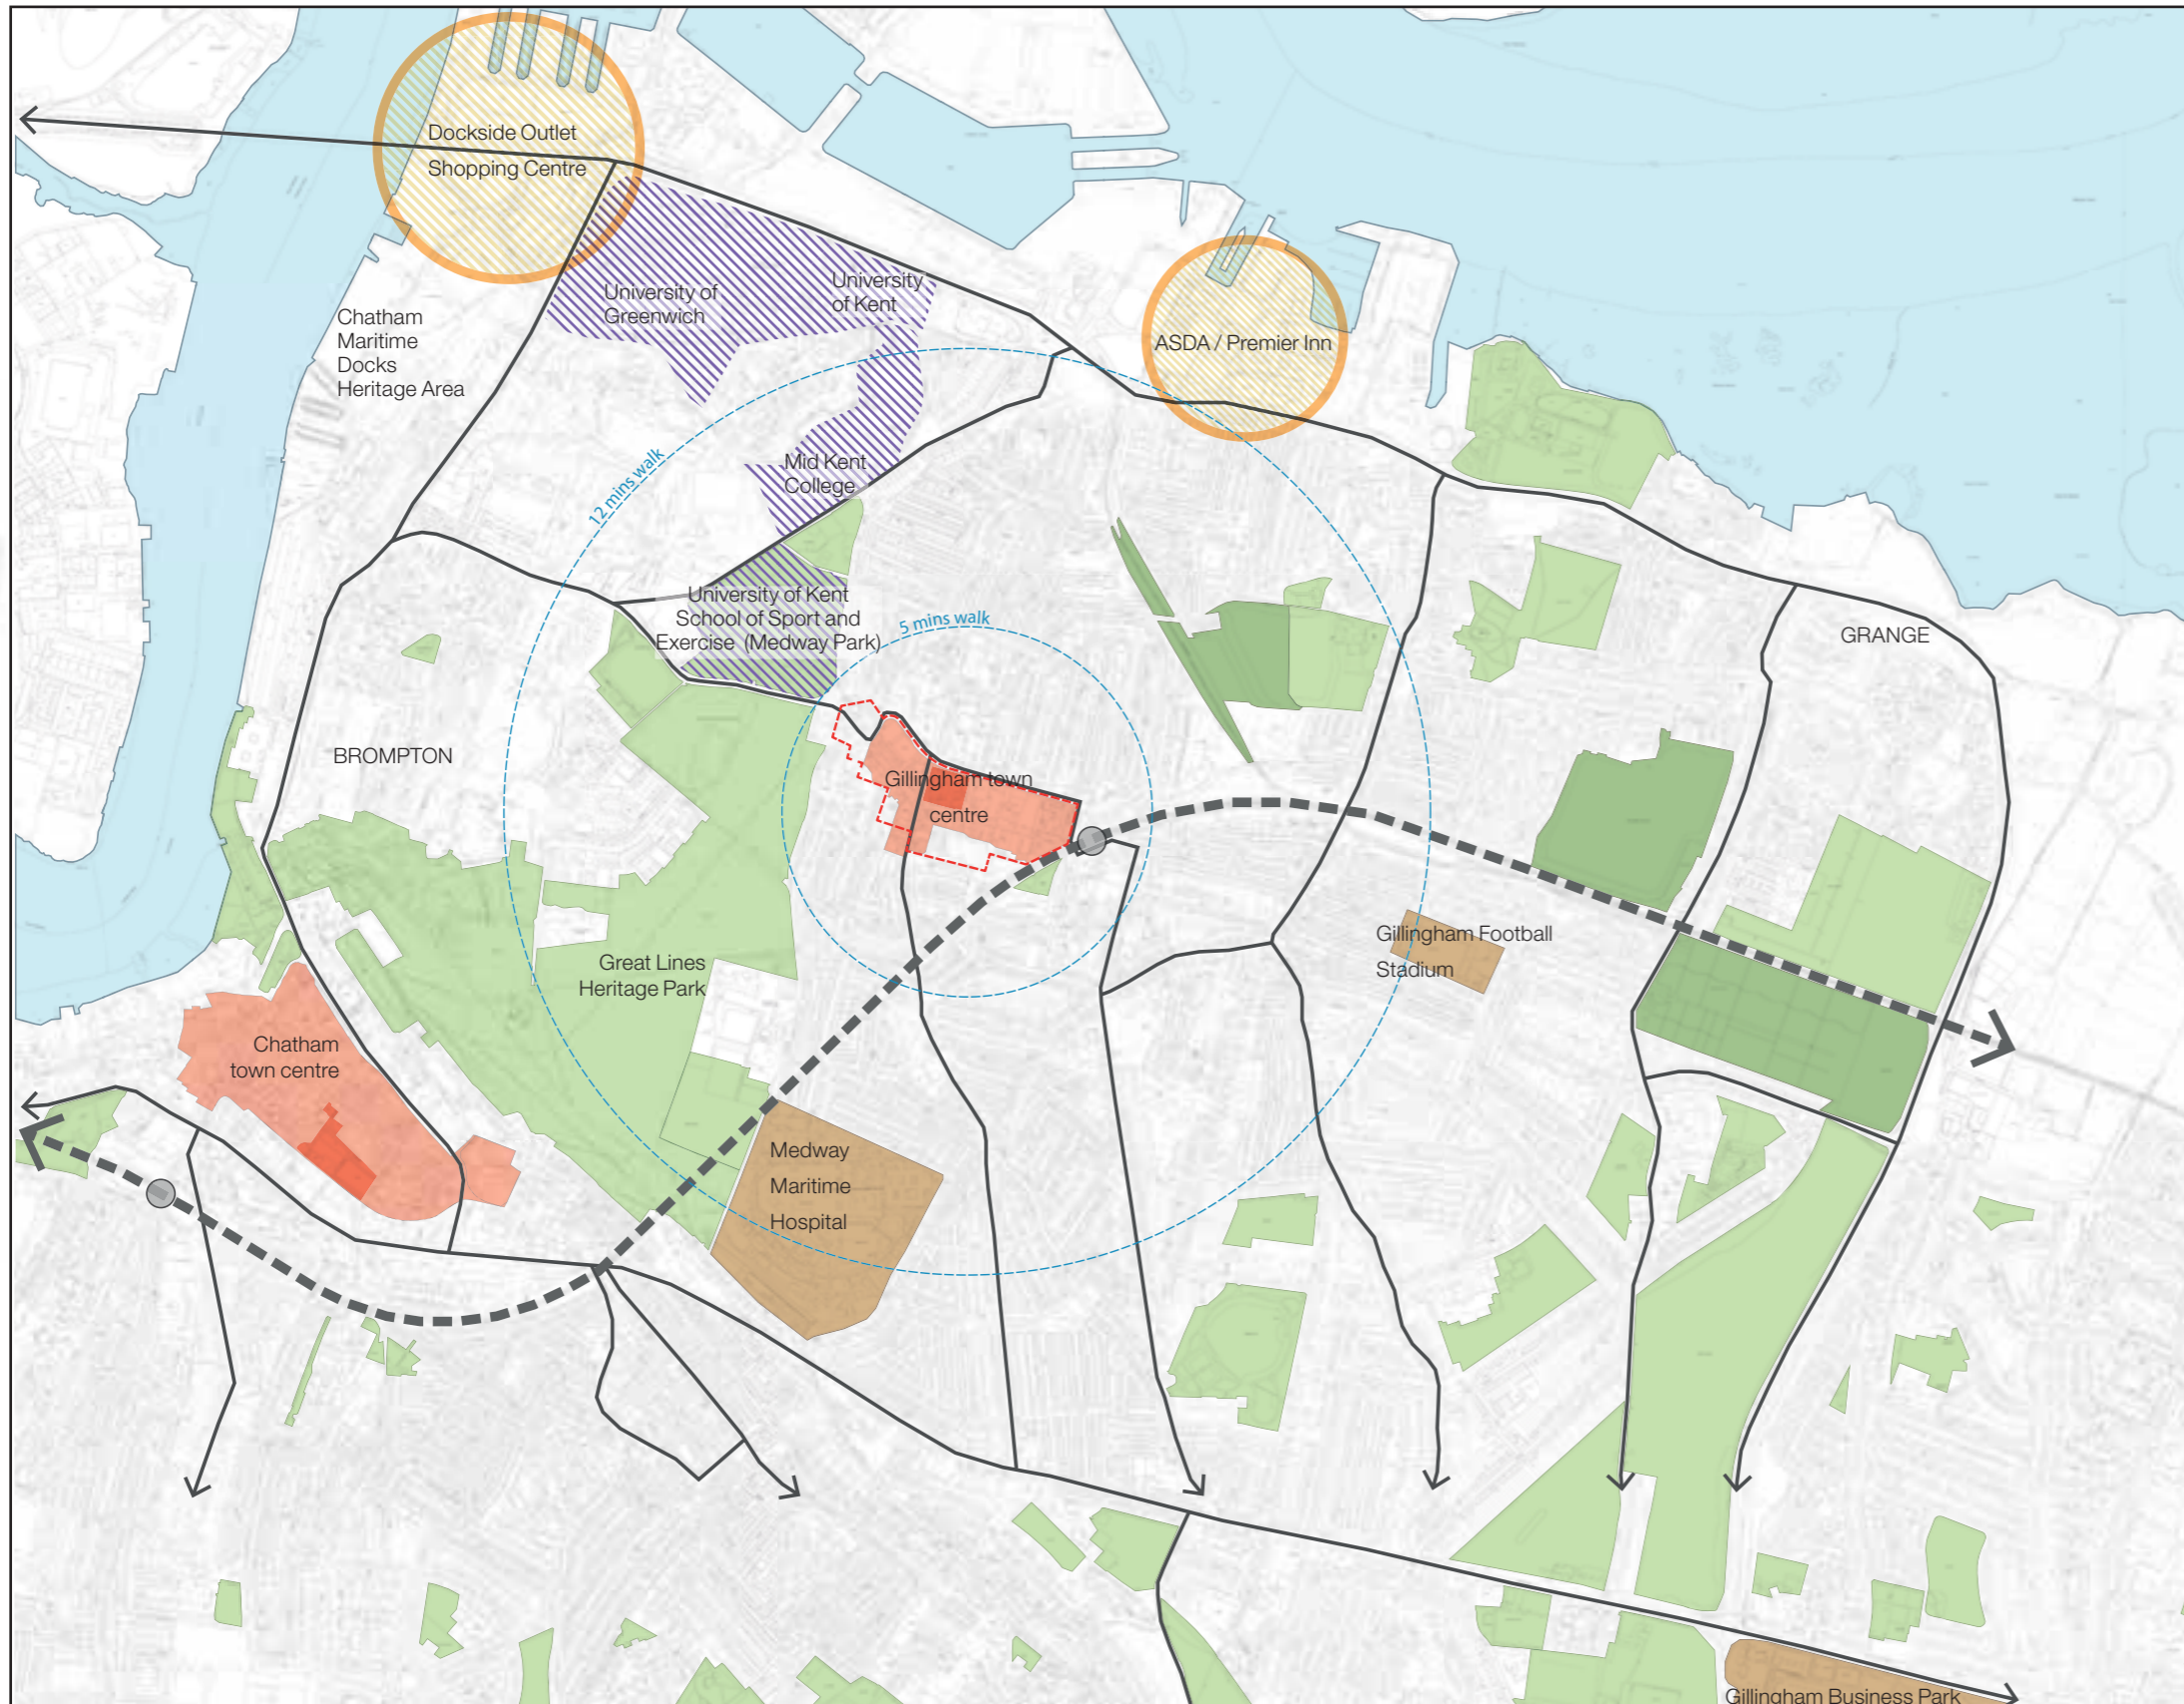 Dockside Outlet
Shopping Centre
University of
Greenwich
University
of Kent
Chatham
Maritime
Docks
Heritage Area
ASDA / Premier Inn
12 mins walk
Mid Kent
College
University of Kent
School of Sport and
Exercise (Medway Park)
5 mins walk
GRANGE
BROMPTON
Gillingham town
centre
Great Lines
Heritage Park
Gillingham Football
Stadium
Chatham
town centre
Medway
Maritime
Hospital
Gillingham Business Park